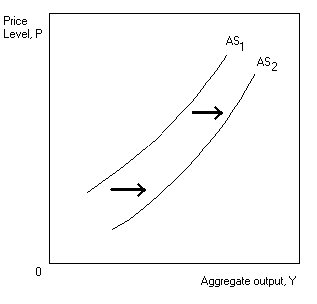 Price
Level, P
AS1
AS2
0
Aggregate output, Y